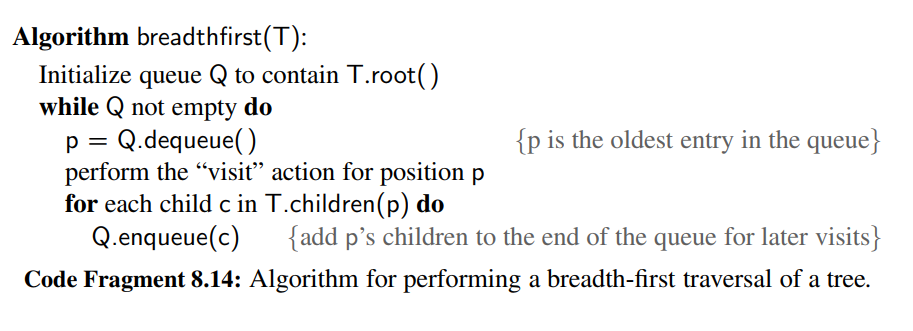 Algorithm breadthfirst(T):
Initialize queue Q to contain T.root( )
while Q not empty do
p = Q.dequeue( ) {p is the oldest entry in the queue}
perform the “visit” action for position p
for each child c in T.children(p) do
Q.enqueue(c) {add p’s children to the end of the queue for later visits}
Code Fragment 8.14: Algorithm for performing a breadth-first traversal of a tree.